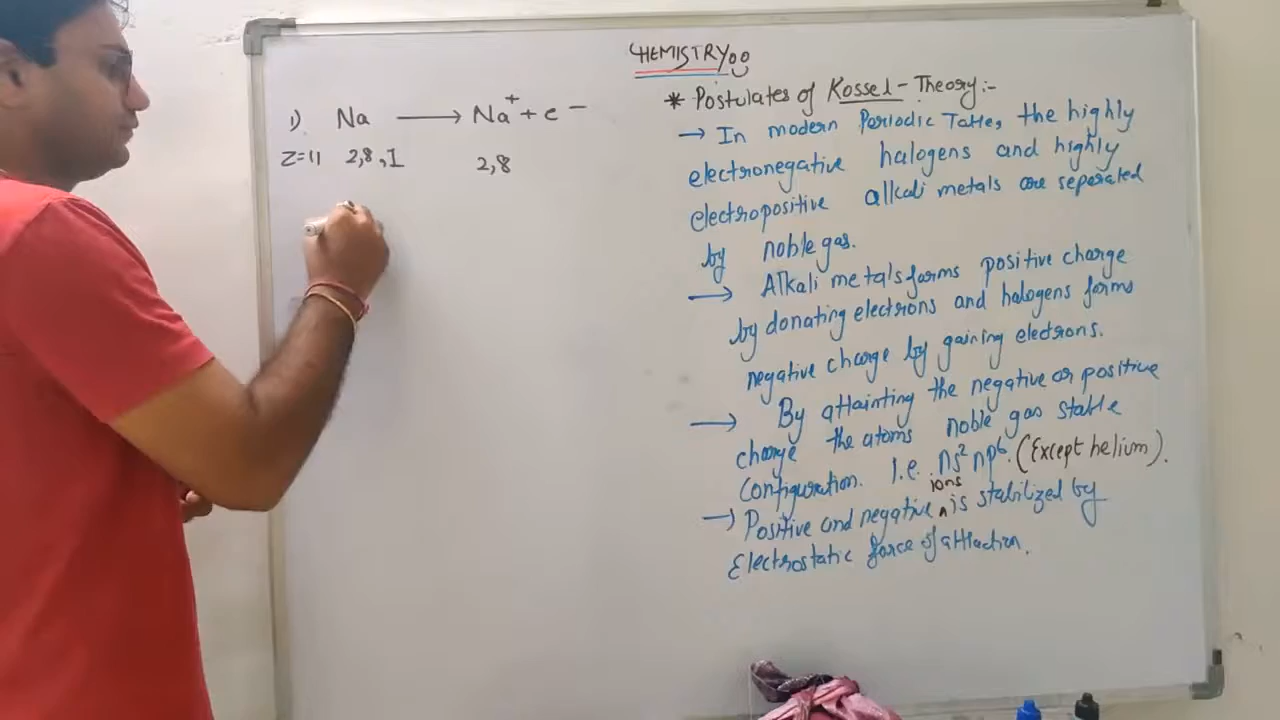 CHEMISTRY
1). Na ⟶ Na⁺ + e −
Z=11 2,8,1 2,8
* Postulates of Kossel - Theory:-
→ In modern Periodic Table, the highly
electronegative halogens and highly
electropositive alkali metals are separated
by noble gas.
→ Alkali metals forms positive charge
by donating electrons and halogens forms
negative charge by gaining electrons.
→ By attainting the negative or positive
charge the atoms noble gas stable
configuration. I.e. ns² np⁶. (Except helium).
→ Positive and negative ions is stabilized by
Electrostatic force of attraction.